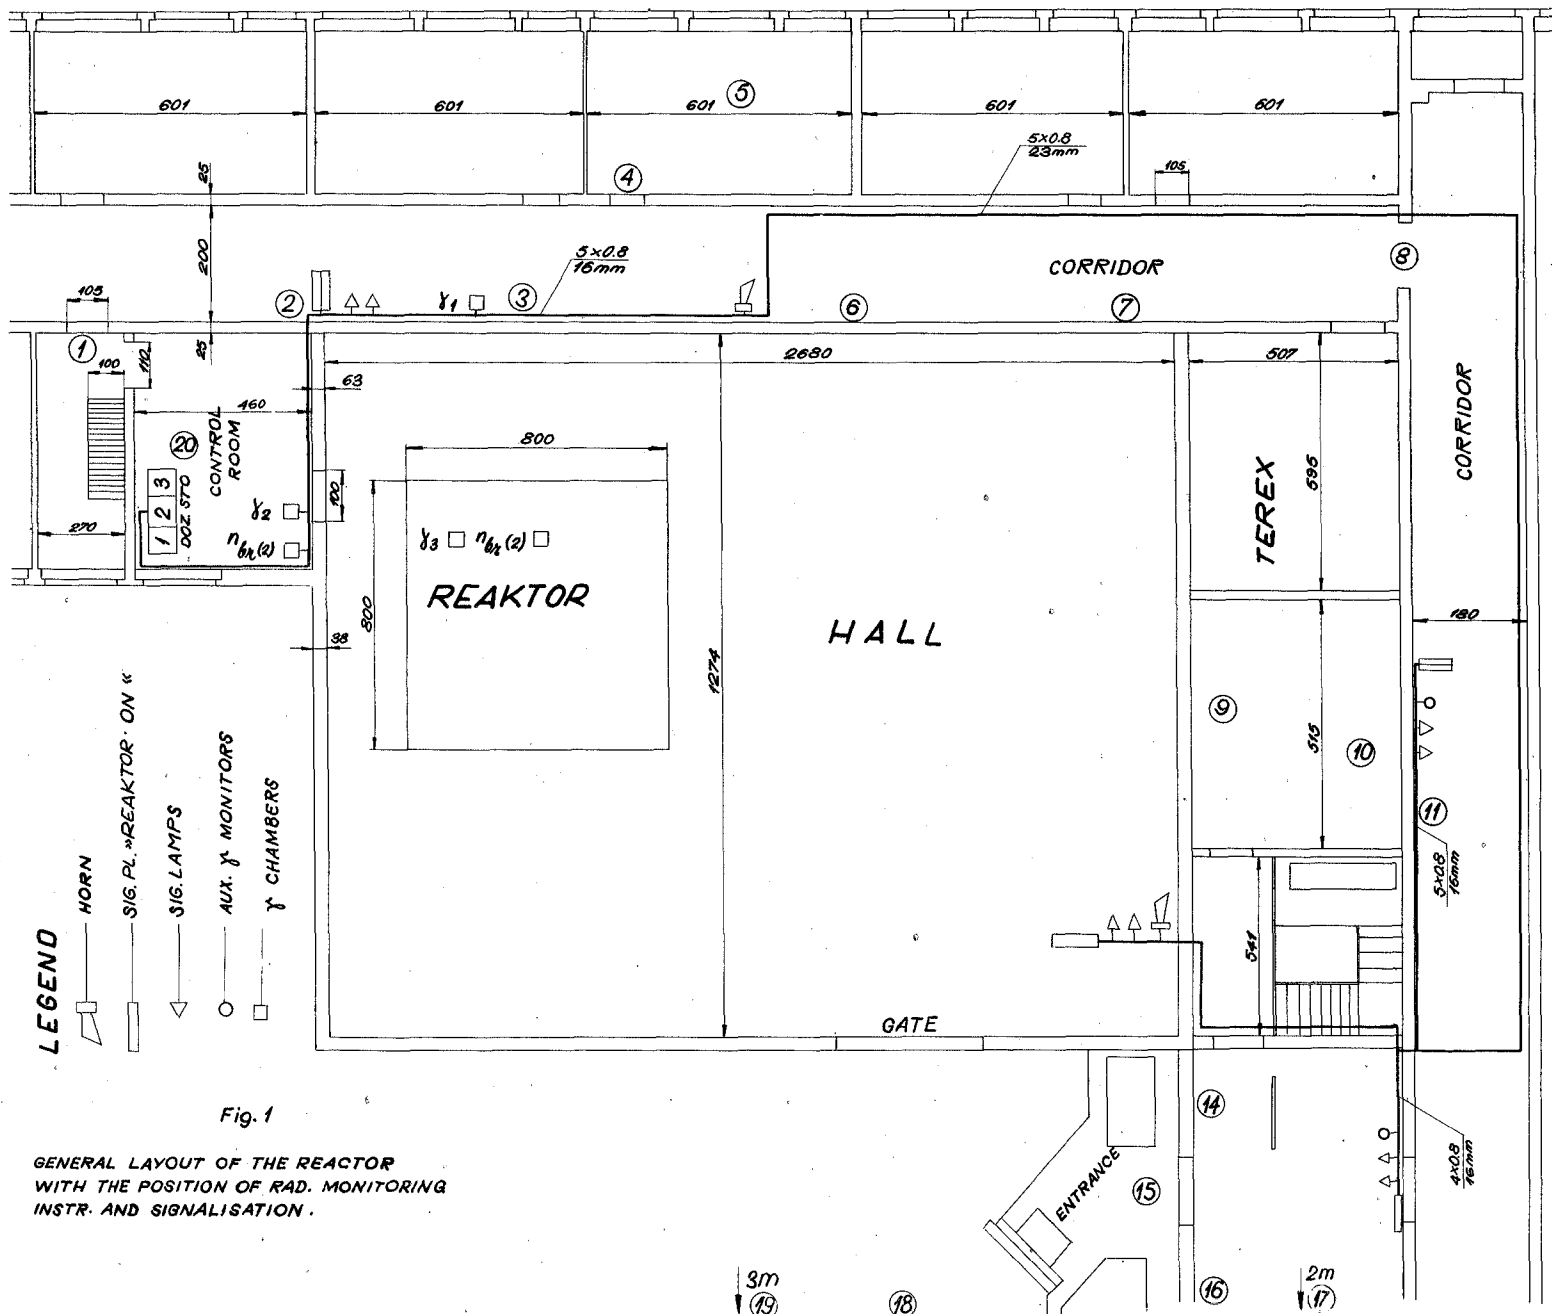 601
601
601
5
601
601
5×0.8
23mm
4
105
25
200
5×0.8
16mm
CORRIDOR
8
105
2
γ1
3
6
7
1
110
25
100
2680
507
63
460
800
20
CONTROL
ROOM
1 2 3
DOZ. STO
100
γ2
n br(2)
270
γ3
n br(2)
REAKTOR
800
38
HALL
1274
TEREX
595
CORRIDOR
180
9
515
10
11
5×0.8
16mm
541
GATE
LEGEND
HORN
SIG. PL. »REAKTOR · ON «
SIG. LAMPS
AUX. γ MONITORS
γ CHAMBERS
Fig. 1
GENERAL LAYOUT OF THE REACTOR
WITH THE POSITION OF RAD. MONITORING
INSTR. AND SIGNALISATION .
14
ENTRANCE
15
4×0.8
16mm
3m
19
18
16
2m
17